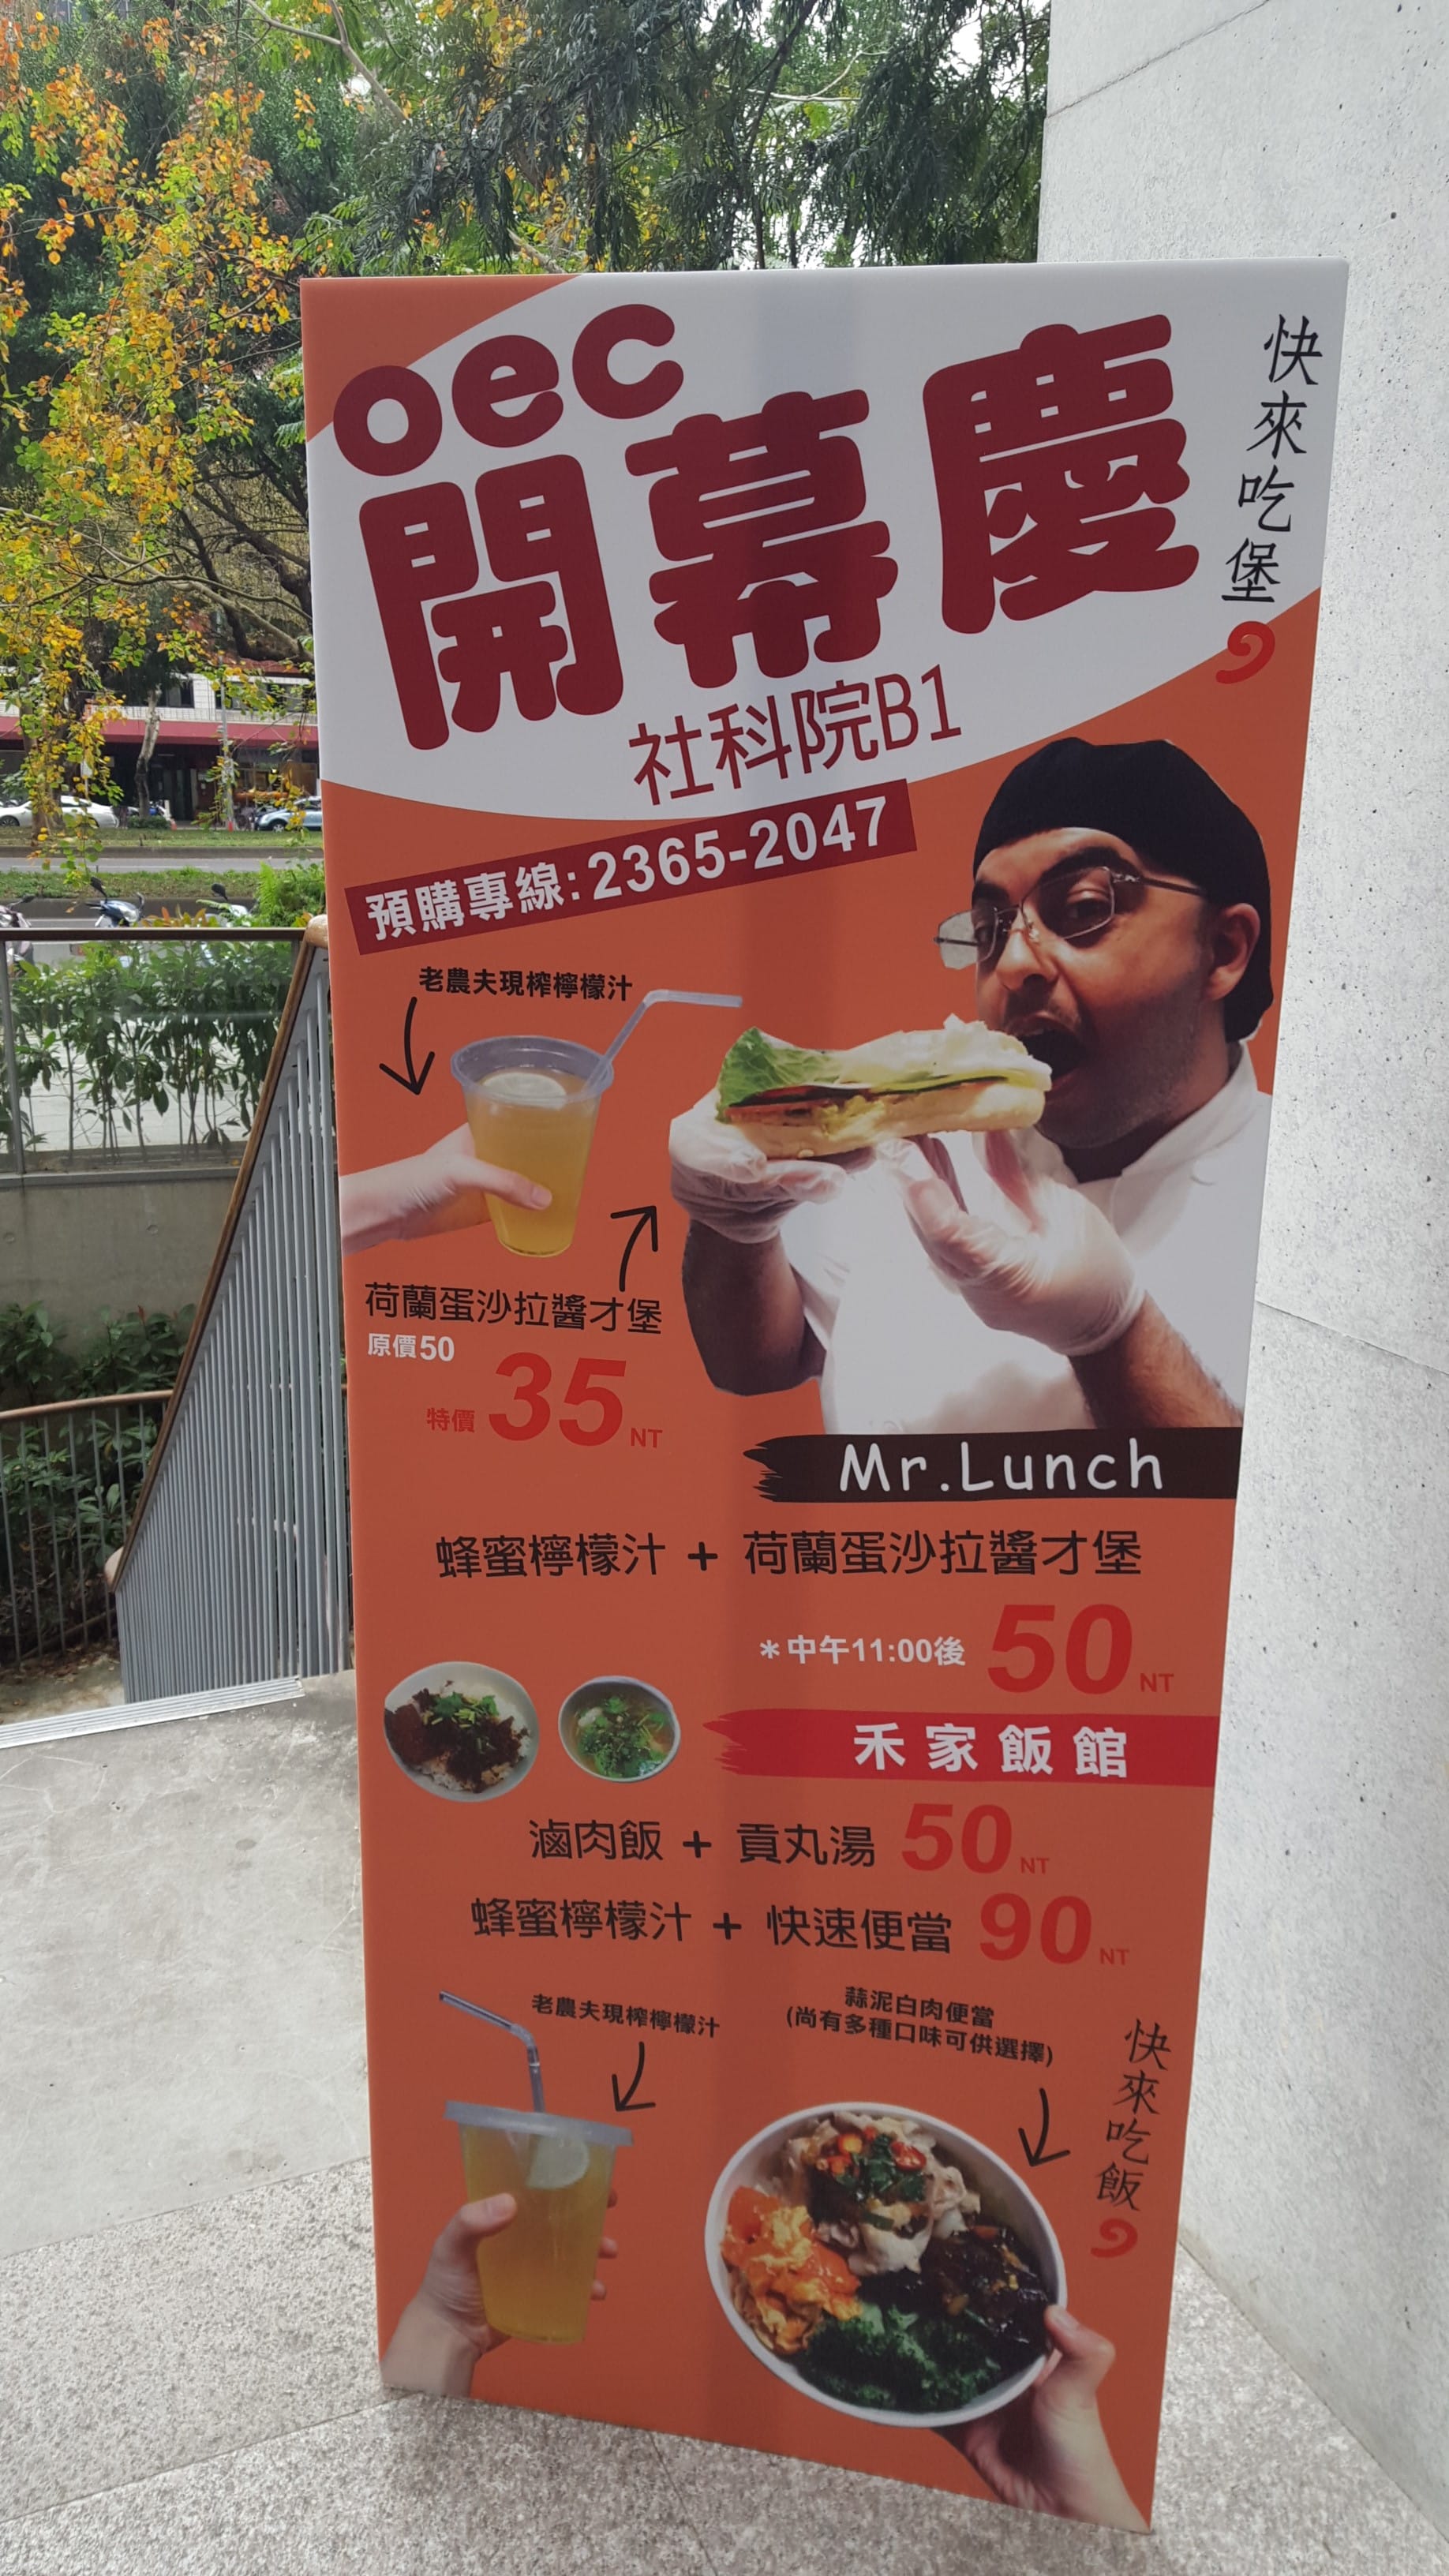 oec
開幕慶
快來吃堡
社科院B1
預購專線:2365-2047
老農夫現榨檸檬汁
荷蘭蛋沙拉醬才堡
原價50
特價 35 NT
Mr.Lunch
蜂蜜檸檬汁 + 荷蘭蛋沙拉醬才堡
*中午11:00後 50 NT
禾家飯館
滷肉飯 + 貢丸湯 50 NT
蜂蜜檸檬汁 + 快速便當 90 NT
老農夫現榨檸檬汁
蒜泥白肉便當
(尚有多種口味可供選擇)
快來吃飯